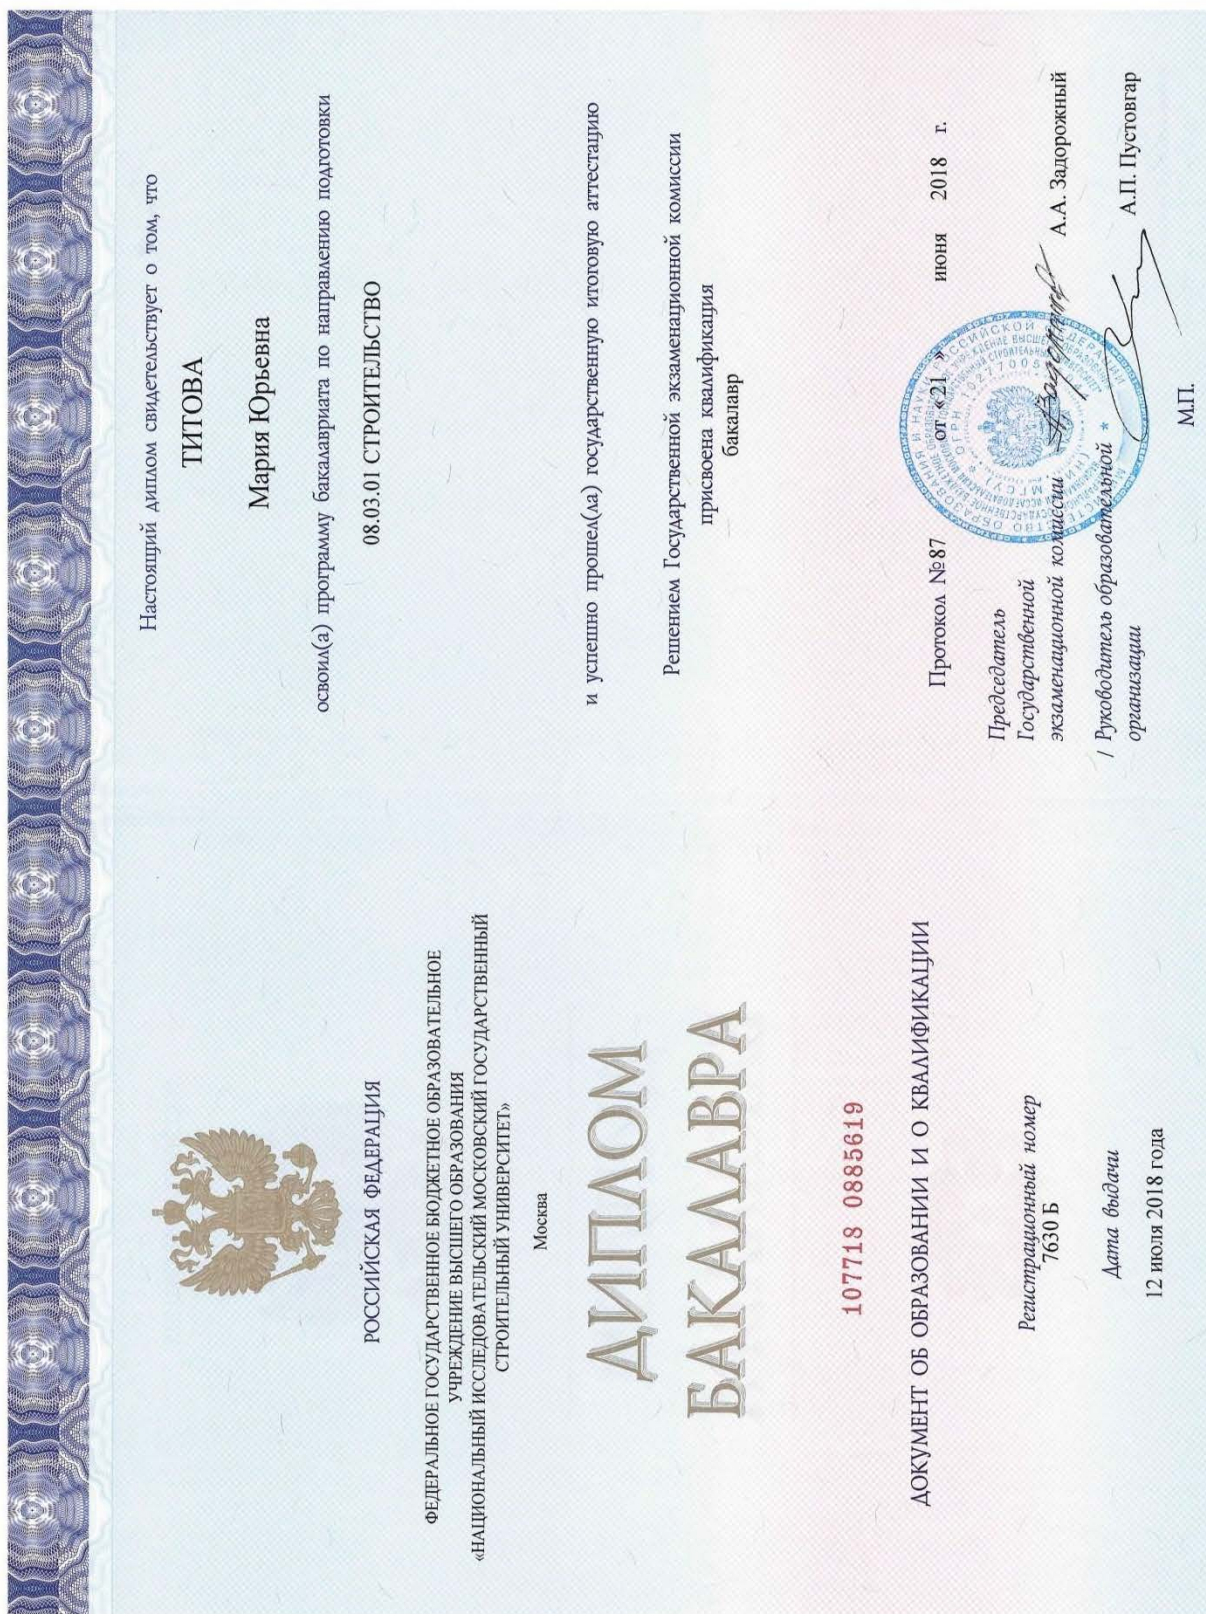 РОССИЙСКАЯ ФЕДЕРАЦИЯ
ФЕДЕРАЛЬНОЕ ГОСУДАРСТВЕННОЕ БЮДЖЕТНОЕ ОБРАЗОВАТЕЛЬНОЕ
УЧРЕЖДЕНИЕ ВЫСШЕГО ОБРАЗОВАНИЯ
«НАЦИОНАЛЬНЫЙ ИССЛЕДОВАТЕЛЬСКИЙ МОСКОВСКИЙ ГОСУДАРСТВЕННЫЙ
СТРОИТЕЛЬНЫЙ УНИВЕРСИТЕТ»
Москва
ДИПЛОМ
БАКАЛАВРА
107718 0885619
ДОКУМЕНТ ОБ ОБРАЗОВАНИИ И О КВАЛИФИКАЦИИ
Регистрационный номер
7630 Б
Дата выдачи
12 июля 2018 года
Настоящий диплом свидетельствует о том, что
ТИТОВА
Мария Юрьевна
освоил(а) программу бакалавриата по направлению подготовки
08.03.01 СТРОИТЕЛЬСТВО
и успешно прошел(ла) государственную итоговую аттестацию
Решением Государственной экзаменационной комиссии
присвоена квалификация
бакалавр
Протокол №87 от «21 » июня 2018 г.
Председатель
Государственной
экзаменационной комиссии А.А. Задорожный
/ Руководитель образовательной
организации А.П. Пустовгар
М.П.